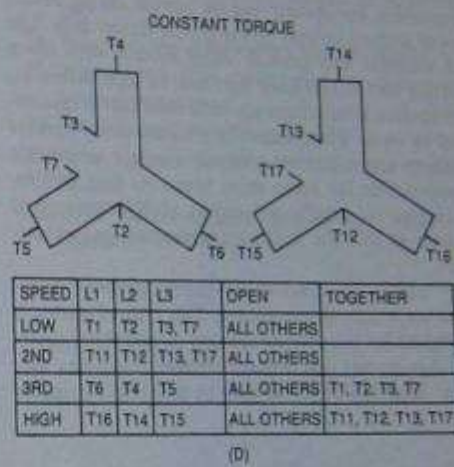 CONSTANT TORQUE
T4 T14
T3 T13
T7 T17
T5 T2 T6 T15 T12 T16
SPEED L1 L2 L3 OPEN TOGETHER
LOW T1 T2 T3, T7 ALL OTHERS
2ND T11 T12 T13, T17 ALL OTHERS
3RD T6 T4 T5 ALL OTHERS T1, T2, T3, T7
HIGH T16 T14 T15 ALL OTHERS T11, T12, T13, T17
(D)